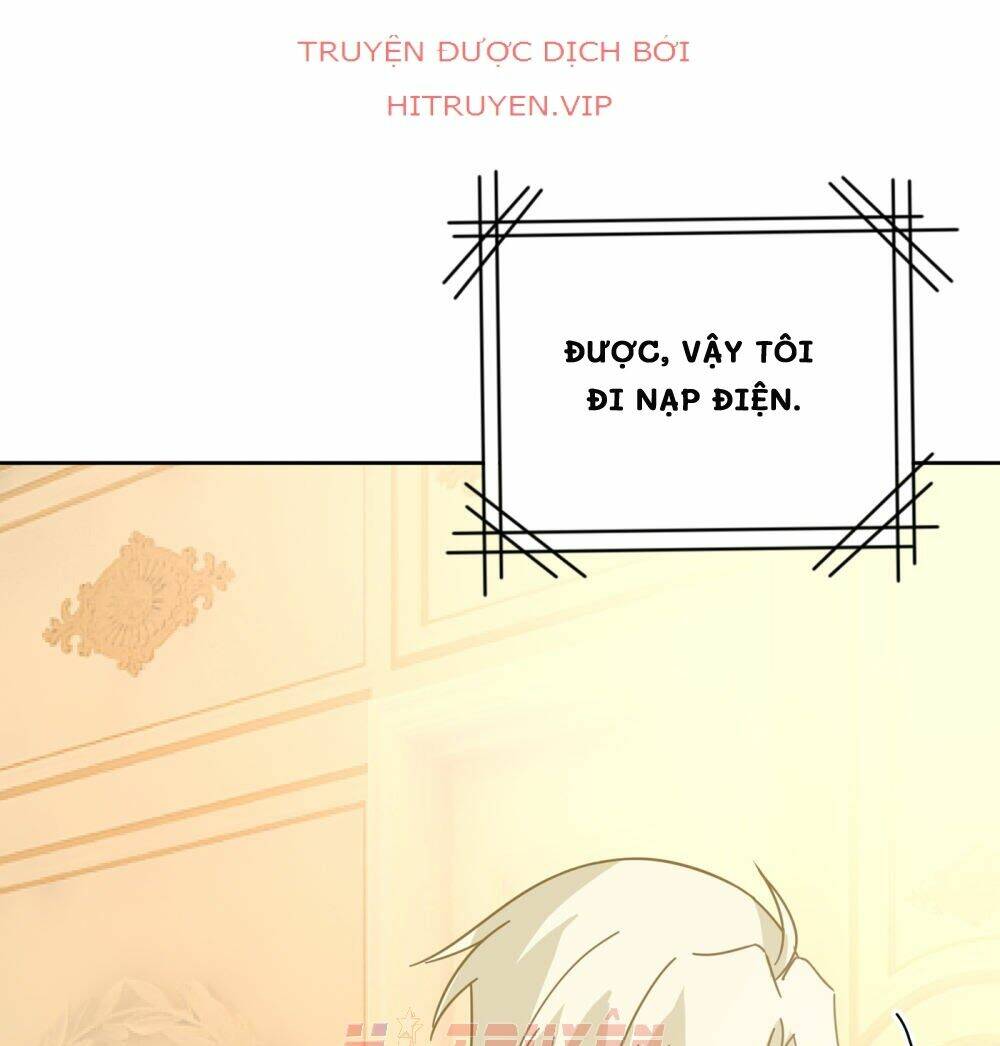 TRUYỆN ĐƯỢC DỊCH BỞI
HITRUYEN.VIP
ĐƯỢC, VẬY TÔI
ĐI NẠP ĐIỆN.